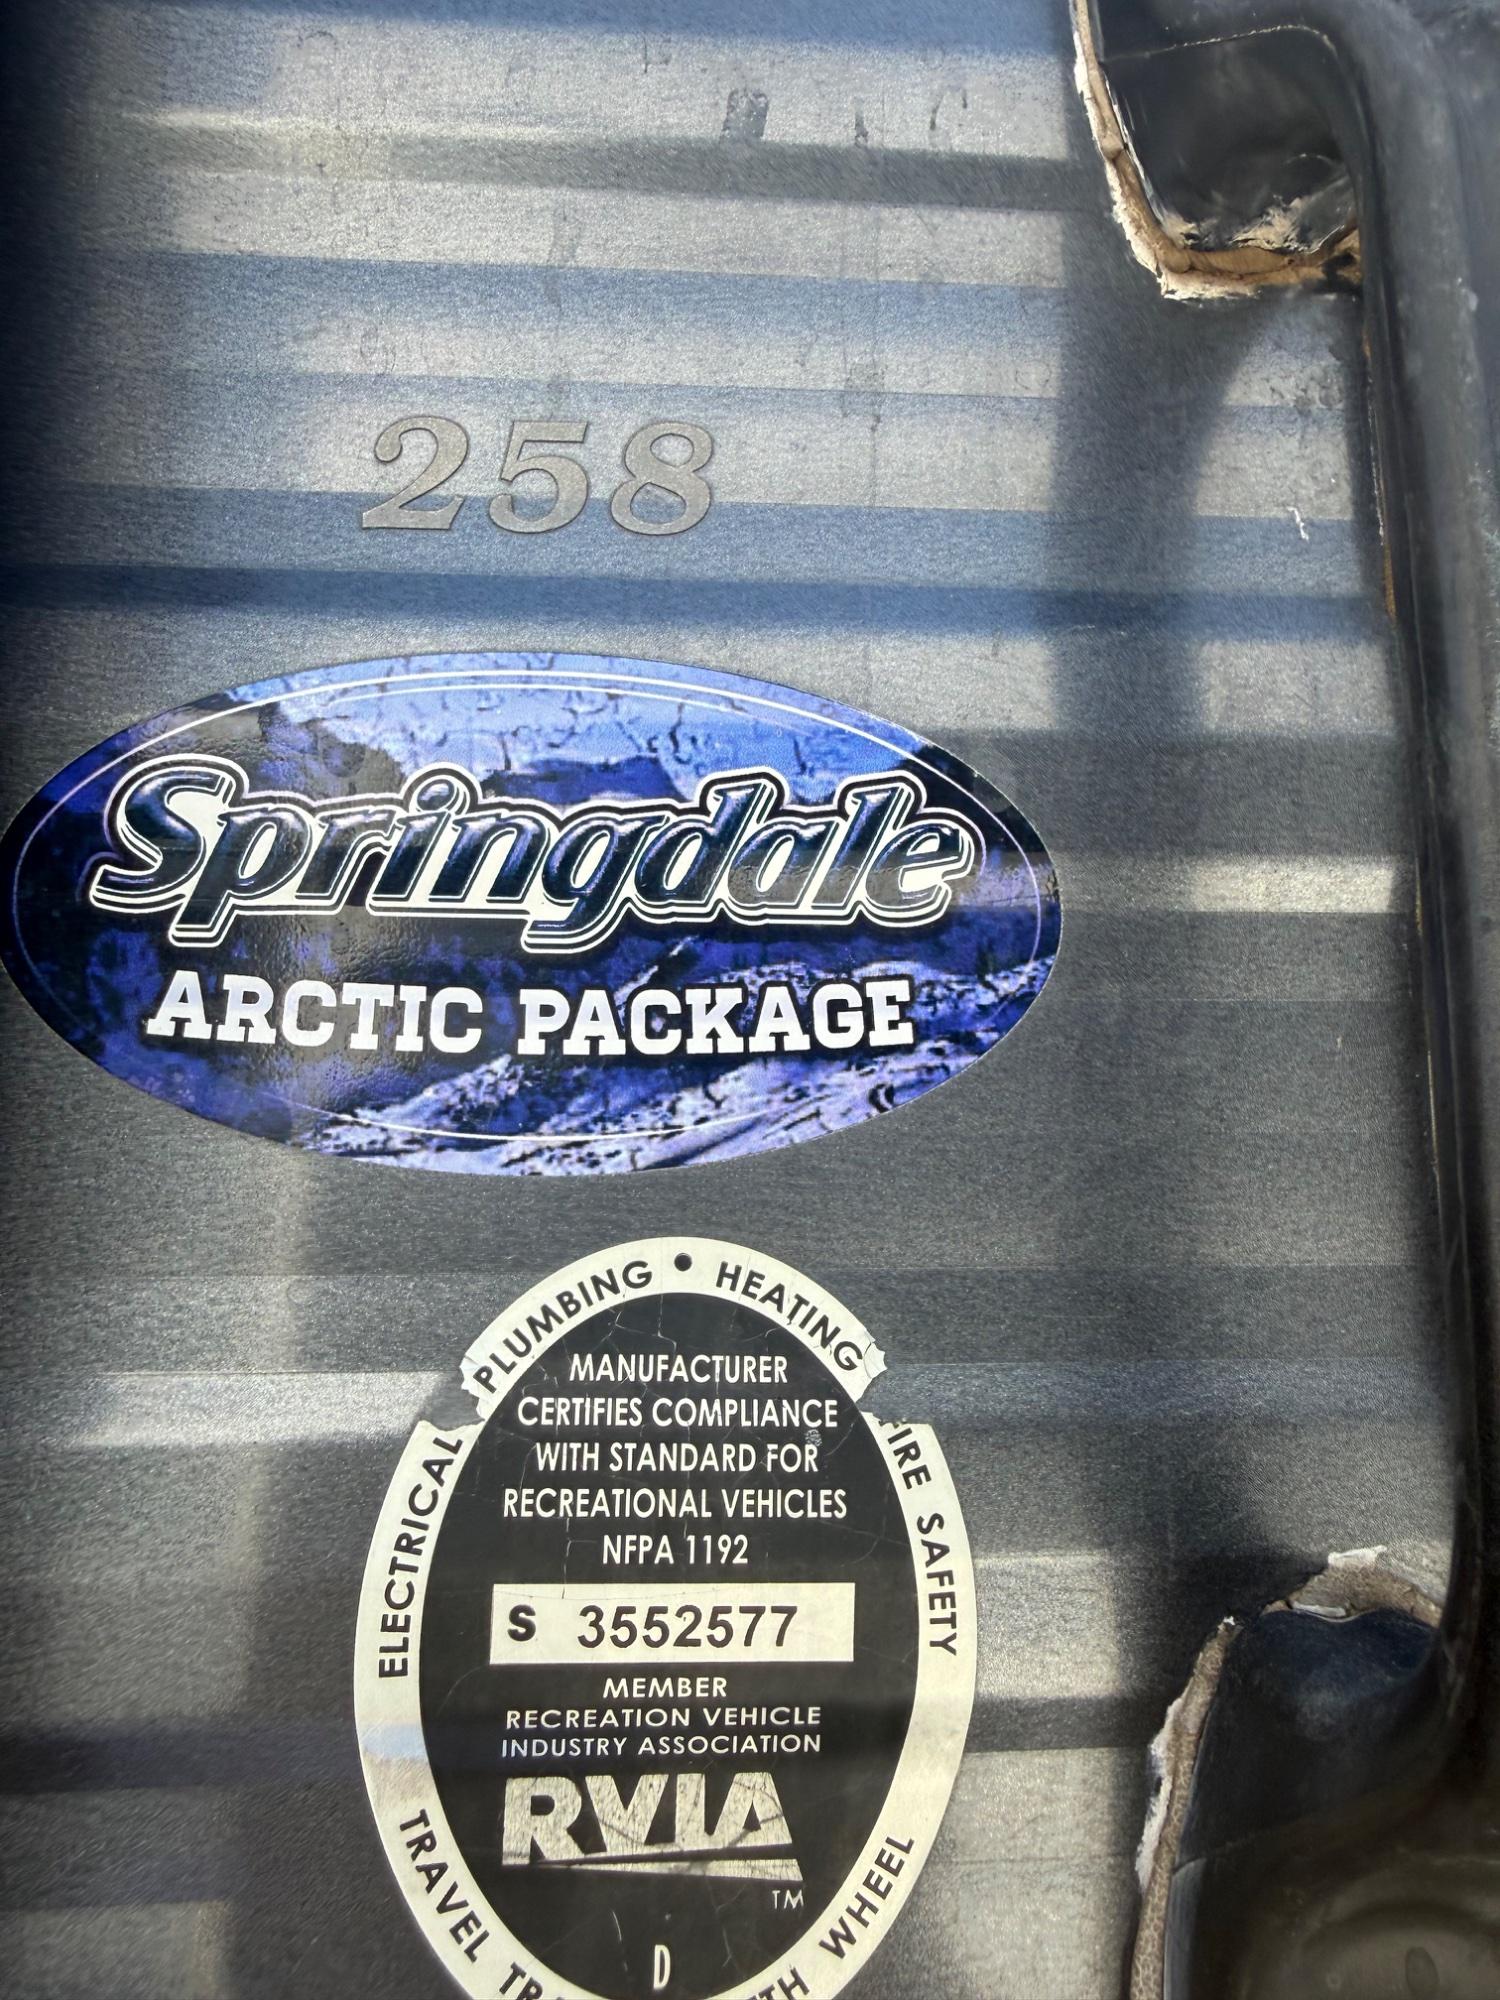 258
Springdale
ARCTIC PACKAGE
ELECTRICAL PLUMBING • HEATING FIRE SAFETY
MANUFACTURER
CERTIFIES COMPLIANCE
WITH STANDARD FOR
RECREATIONAL VEHICLES
NFPA 1192
S 3552577
MEMBER
RECREATION VEHICLE
INDUSTRY ASSOCIATION
RVIA
TM
D
TRAVEL
WHEEL